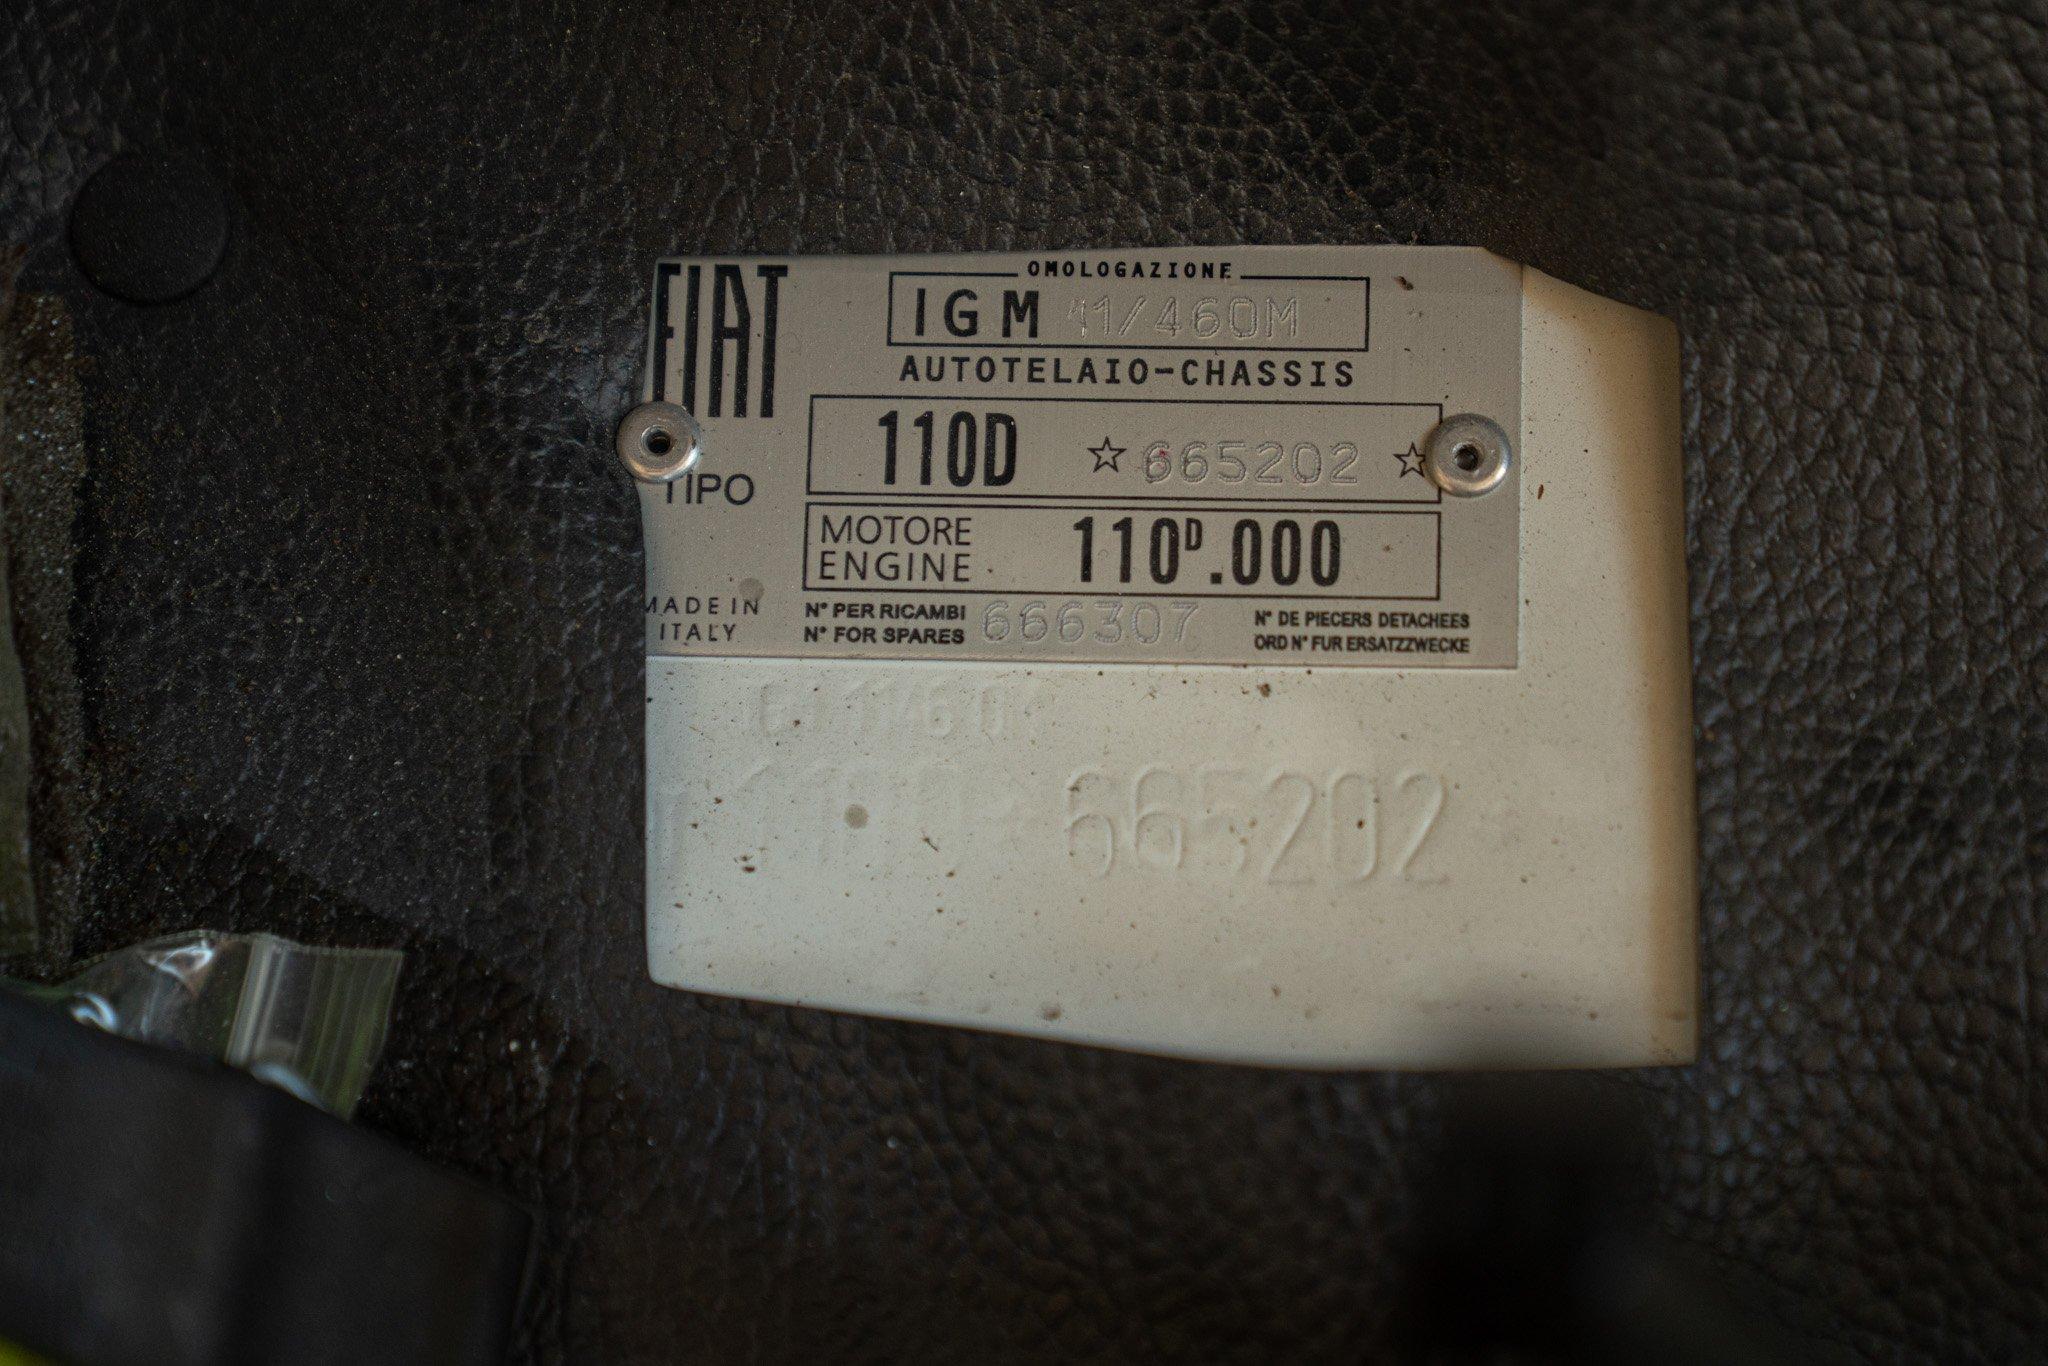 FIAT
OMOLOGAZIONE
IGM 11/460M
AUTOTELAIO-CHASSIS
110D ☆665202☆
TIPO
MOTORE
ENGINE
110D.000
MADE IN
ITALY
N° PER RICAMBI
N° FOR SPARES
666307
N° DE PIECERS DETACHEES
ORD N° FUR ERSATZZWECKE
665202